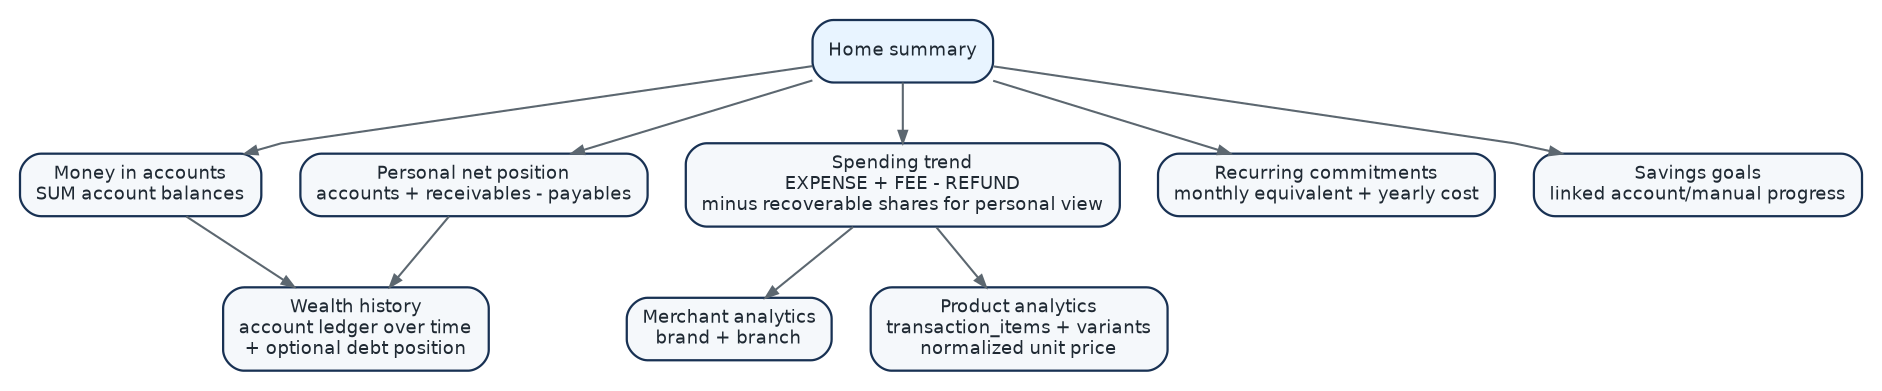 Home summary
Money in accounts
SUM account balances
Personal net position
accounts + receivables - payables
Spending trend
EXPENSE + FEE - REFUND
minus recoverable shares for personal view
Recurring commitments
monthly equivalent + yearly cost
Savings goals
linked account/manual progress
Wealth history
account ledger over time
+ optional debt position
Merchant analytics
brand + branch
Product analytics
transaction_items + variants
normalized unit price